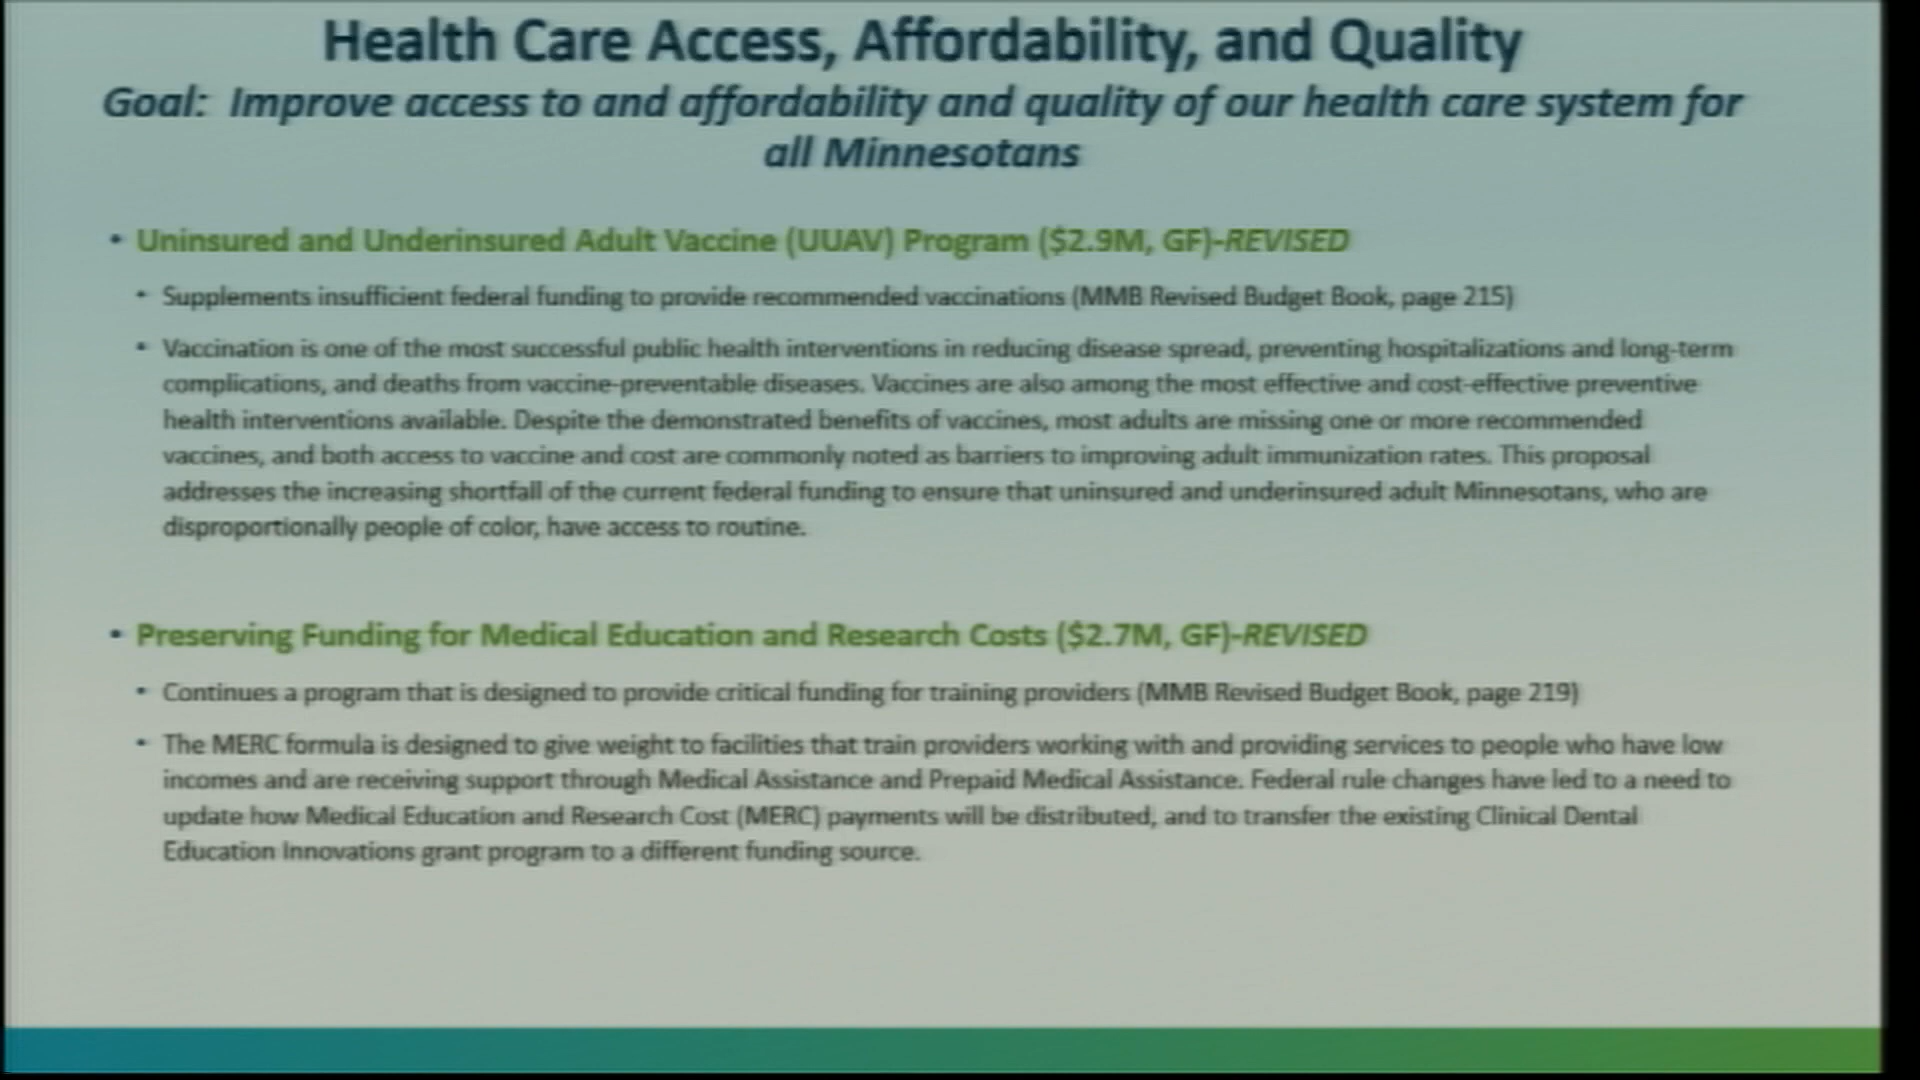 Health Care Access, Affordability, and Quality
Goal: Improve access to and affordability and quality of our health care system for
all Minnesotans
• Uninsured and Underinsured Adult Vaccine (UUAV) Program ($2.9M, GF)-REVISED
• Supplements insufficient federal funding to provide recommended vaccinations (MMB Revised Budget Book, page 215)
• Vaccination is one of the most successful public health interventions in reducing disease spread, preventing hospitalizations and long-term
complications, and deaths from vaccine-preventable diseases. Vaccines are also among the most effective and cost-effective preventive
health interventions available. Despite the demonstrated benefits of vaccines, most adults are missing one or more recommended
vaccines, and both access to vaccine and cost are commonly noted as barriers to improving adult immunization rates. This proposal
addresses the increasing shortfall of the current federal funding to ensure that uninsured and underinsured adult Minnesotans, who are
disproportionally people of color, have access to routine.
• Preserving Funding for Medical Education and Research Costs ($2.7M, GF)-REVISED
• Continues a program that is designed to provide critical funding for training providers (MMB Revised Budget Book, page 219)
• The MERC formula is designed to give weight to facilities that train providers working with and providing services to people who have low
incomes and are receiving support through Medical Assistance and Prepaid Medical Assistance. Federal rule changes have led to a need to
update how Medical Education and Research Cost (MERC) payments will be distributed, and to transfer the existing Clinical Dental
Education Innovations grant program to a different funding source.